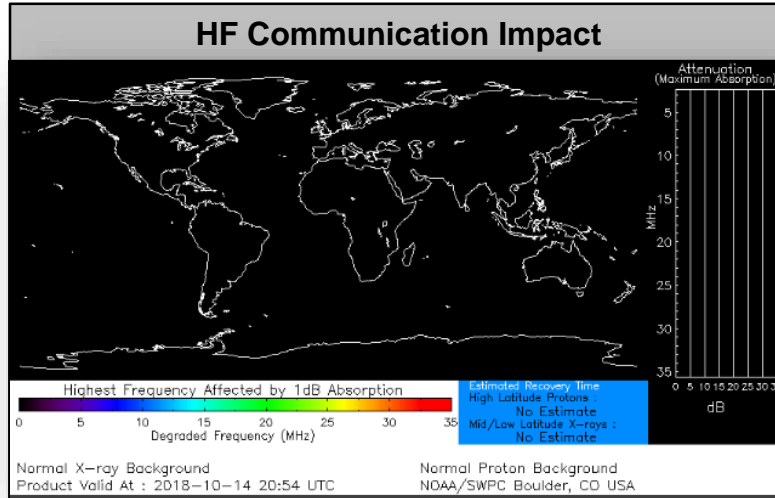 HF Communication Impact
Attenuation
(Maximum Absorption)
5
10
15
20
25
30
35
MHz
0 5 10 15 20 25 30 3
dB
Highest Frequency Affected by 1dB Absorption
0 5 10 15 20 25 30 35
Degraded Frequency (MHz)
Estimated Recovery Time
High Latitude Protons :
No Estimate
Mid/Low Latitude X-rays :
No Estimate
Normal X-ray Background
Product Valid At : 2018-10-14 20:54 UTC
Normal Proton Background
NOAA/SWPC Boulder, CO USA